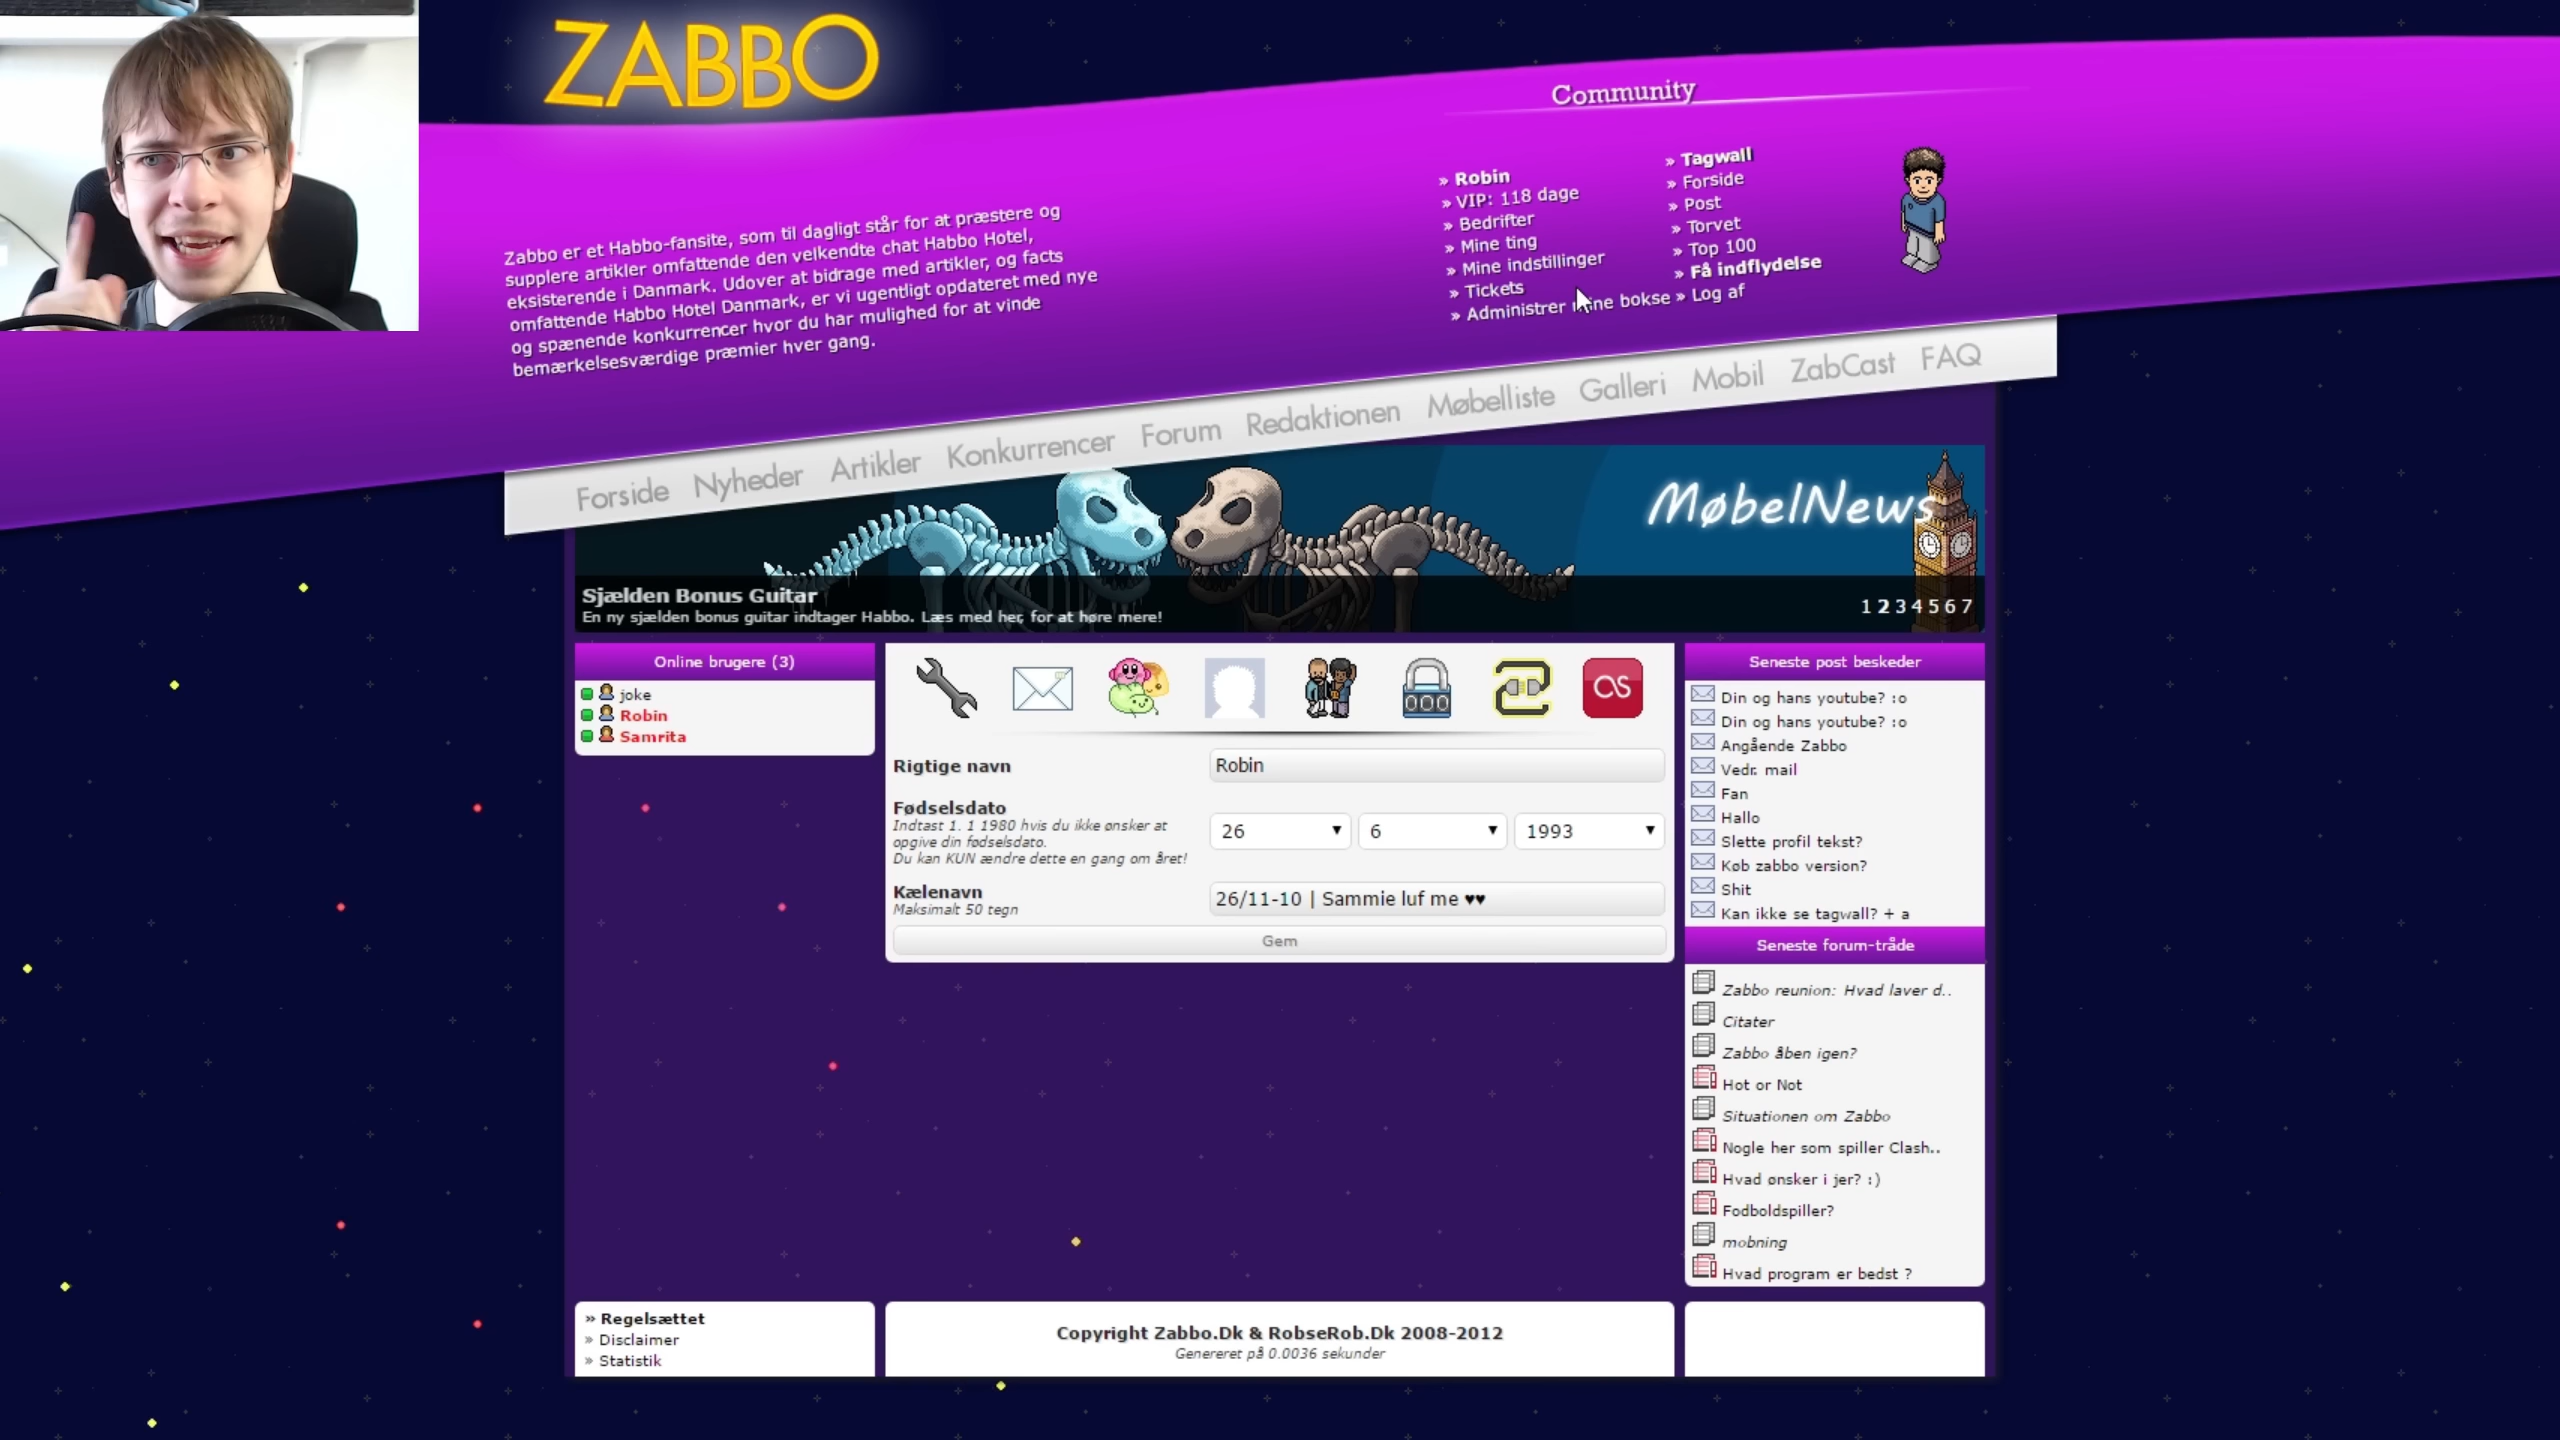 ZABBO
Community
Zabbo er et Habbo-fansite, som til dagligt står for at præstere og
supplere artikler omfattende den velkendte chat Habbo Hotel,
eksisterende i Danmark. Udover at bidrage med artikler, og facts
omfattende Habbo Hotel Danmark, er vi ugentligt opdateret med nye
og spænende konkurrencer hvor du har mulighed for at vinde
bemærkelsesværdige præmier hver gang.
» Robin
» VIP: 118 dage
» Bedrifter
» Mine ting
» Mine indstillinger
» Tickets
» Administrer mine bokse
» Tagwall
» Forside
» Post
» Torvet
» Top 100
» Få indflydelse
» Log af
Forside Nyheder Artikler Konkurrencer Forum Redaktionen Møbelliste Galleri Mobil ZabCast FAQ
MøbelNews
Sjælden Bonus Guitar
En ny sjælden bonus guitar indtager Habbo. Læs med her, for at høre mere!
1 2 3 4 5 6 7
Online brugere (3)
joke
Robin
Samrita
Rigtige navn
Robin
Fødselsdato
Indtast 1. 1 1980 hvis du ikke ønsker at
opgive din fødselsdato.
Du kan KUN ændre dette en gang om året!
26 6 1993
Kælenavn
Maksimalt 50 tegn
26/11-10 | Sammie luf me ♥♥
Gem
Seneste post beskeder
Din og hans youtube? :o
Din og hans youtube? :o
Angående Zabbo
Vedr. mail
Fan
Hallo
Slette profil tekst?
Køb zabbo version?
Shit
Kan ikke se tagwall? + a
Seneste forum-tråde
Zabbo reunion: Hvad laver d..
Citater
Zabbo åben igen?
Hot or Not
Situationen om Zabbo
Nogle her som spiller Clash..
Hvad ønsker i jer? :)
Fodboldspiller?
mobning
Hvad program er bedst ?
» Regelsættet
» Disclaimer
» Statistik
Copyright Zabbo.Dk & RobseRob.Dk 2008-2012
Genereret på 0.0036 sekunder